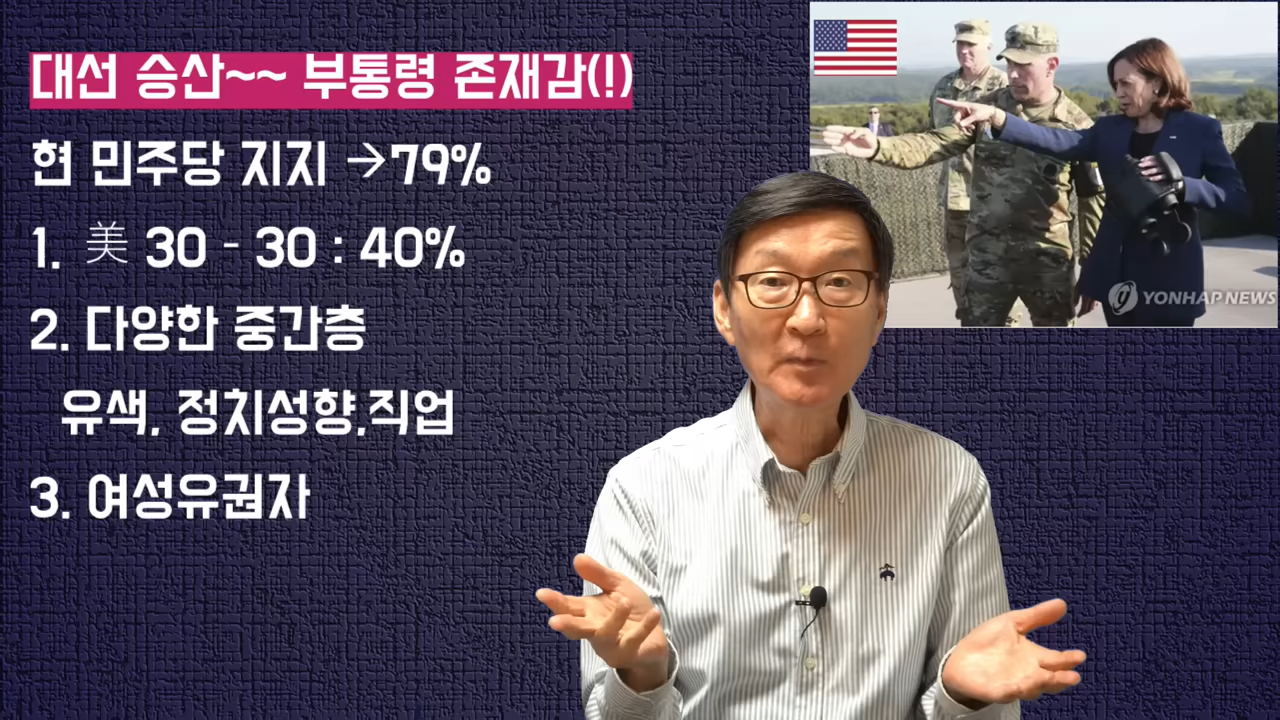 대선 승산~~ 부통령 존재감(!)
현 민주당 지지 →79%
1. 美 30 - 30 : 40%
2. 다양한 중간층
유색, 정치성향,직업
3. 여성유권자
YONHAP NEWS